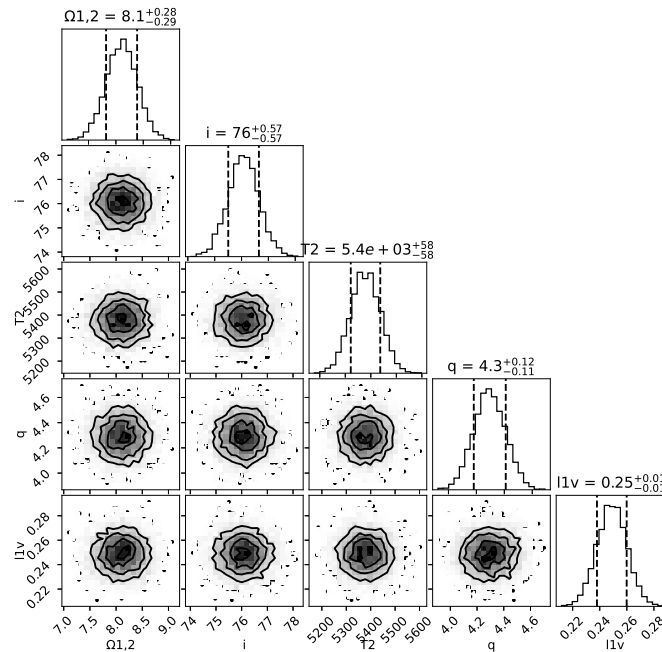 Ω1,2 = 8.1+0.28 −0.29
i = 76+0.57 −0.57
T2 = 5.4e + 03+58 −58
q = 4.3+0.12 −0.11
l1v = 0.25+0.01 −0.01
78
77
76
75
74
i
5600
5500
5400
5300
5200
T2
4.6
4.4
4.2
4.0
q
0.28
0.26
0.24
0.22
l1v
7.0 7.5 8.0 8.5 9.0
74 75 76 77 78
5200 5300 5400 5500 5600
4.0 4.2 4.4 4.6
0.22 0.24 0.26 0.28
Ω1,2 i T2 q l1v